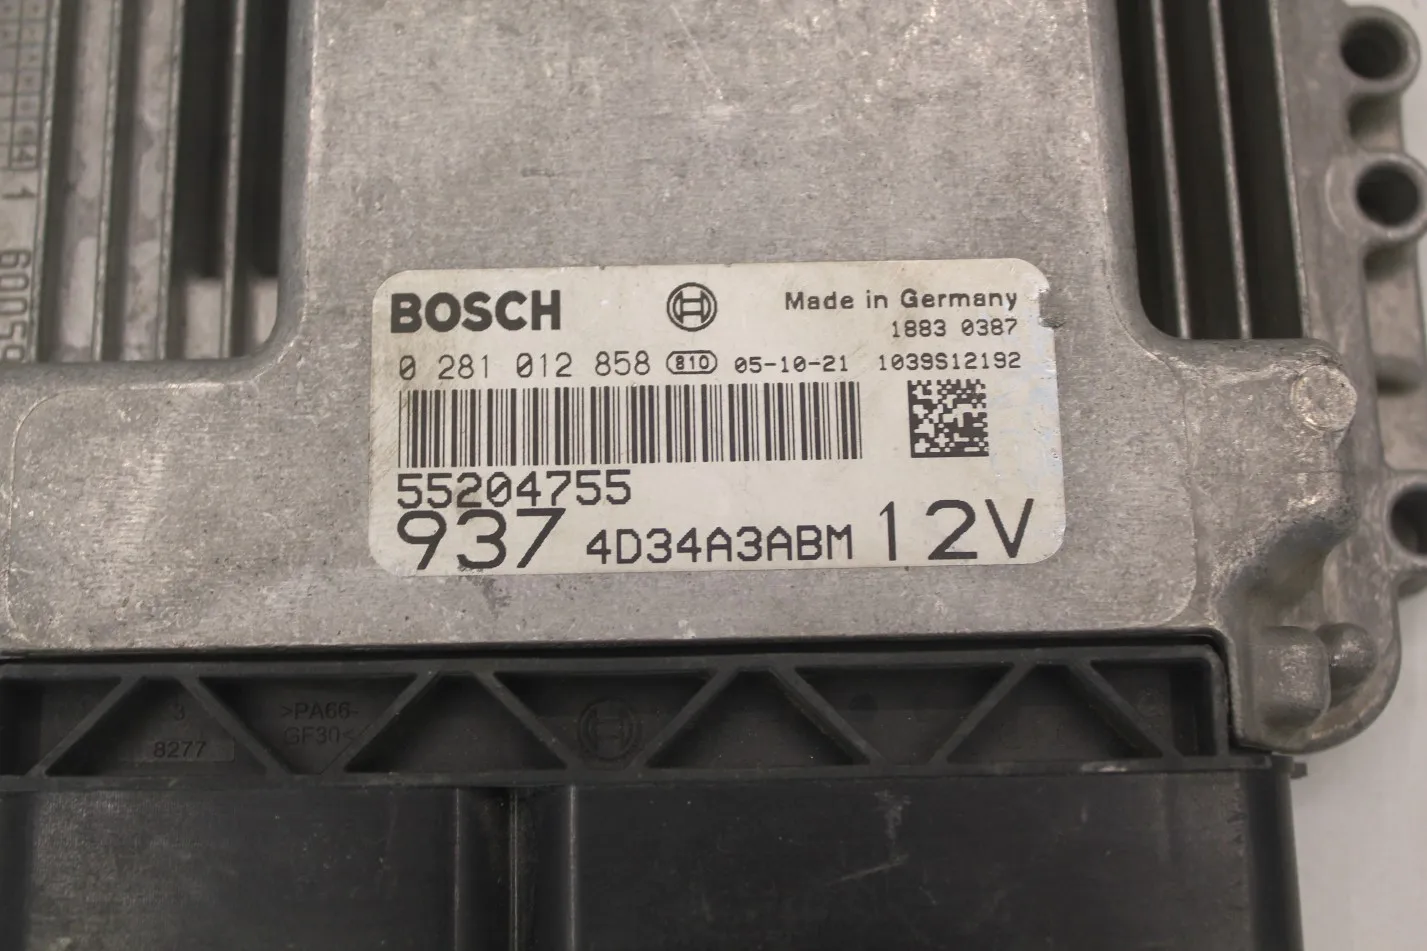 BOSCH
Made in Germany
1883 0387
0 281 012 858 810 05-10-21 1039S12192
55204755
937 4D34A3ABM 12V
3
8277
>PA66-
GF30<